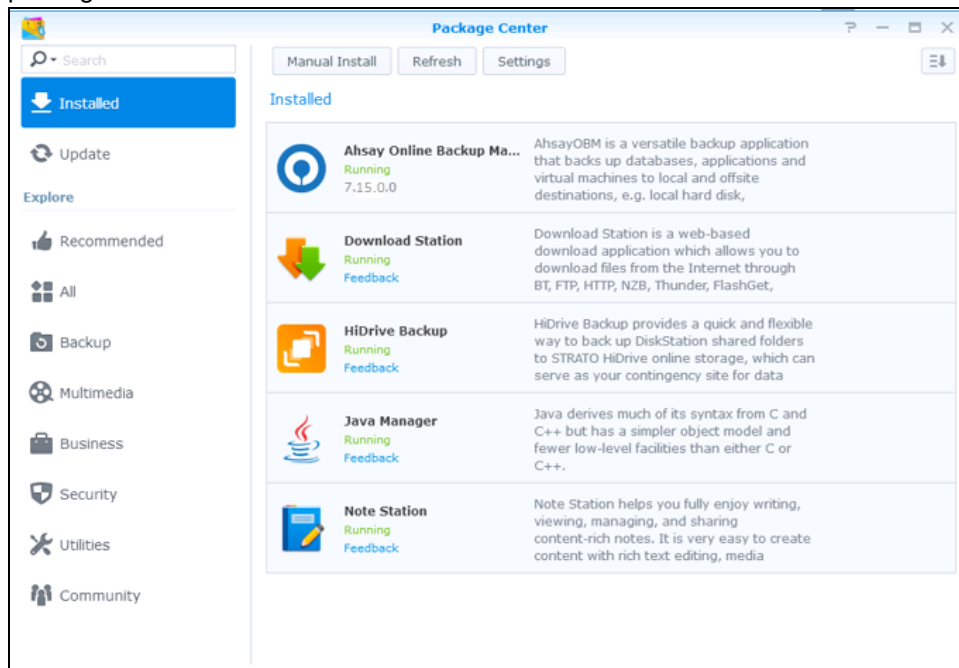 Package Center
Search
Installed
Update
Explore
Recommended
All
Backup
Multimedia
Business
Security
Utilities
Community
Manual Install
Refresh
Settings
Installed
Ahsay Online Backup Ma...
Running
7.15.0.0
AhsayOBM is a versatile backup application
that backs up databases, applications and
virtual machines to local and offsite
destinations, e.g. local hard disk,
Download Station
Running
Feedback
Download Station is a web-based
download application which allows you to
download files from the Internet through
BT, FTP, HTTP, NZB, Thunder, FlashGet,
HiDrive Backup
Running
Feedback
HiDrive Backup provides a quick and flexible
way to back up DiskStation shared folders
to STRATO HiDrive online storage, which can
serve as your contingency site for data
Java Manager
Running
Feedback
Java derives much of its syntax from C and
C++ but has a simpler object model and
fewer low-level facilities than either C or
C++.
Note Station
Running
Feedback
Note Station helps you fully enjoy writing,
viewing, managing, and sharing
content-rich notes. It is very easy to create
content with rich text editing, media